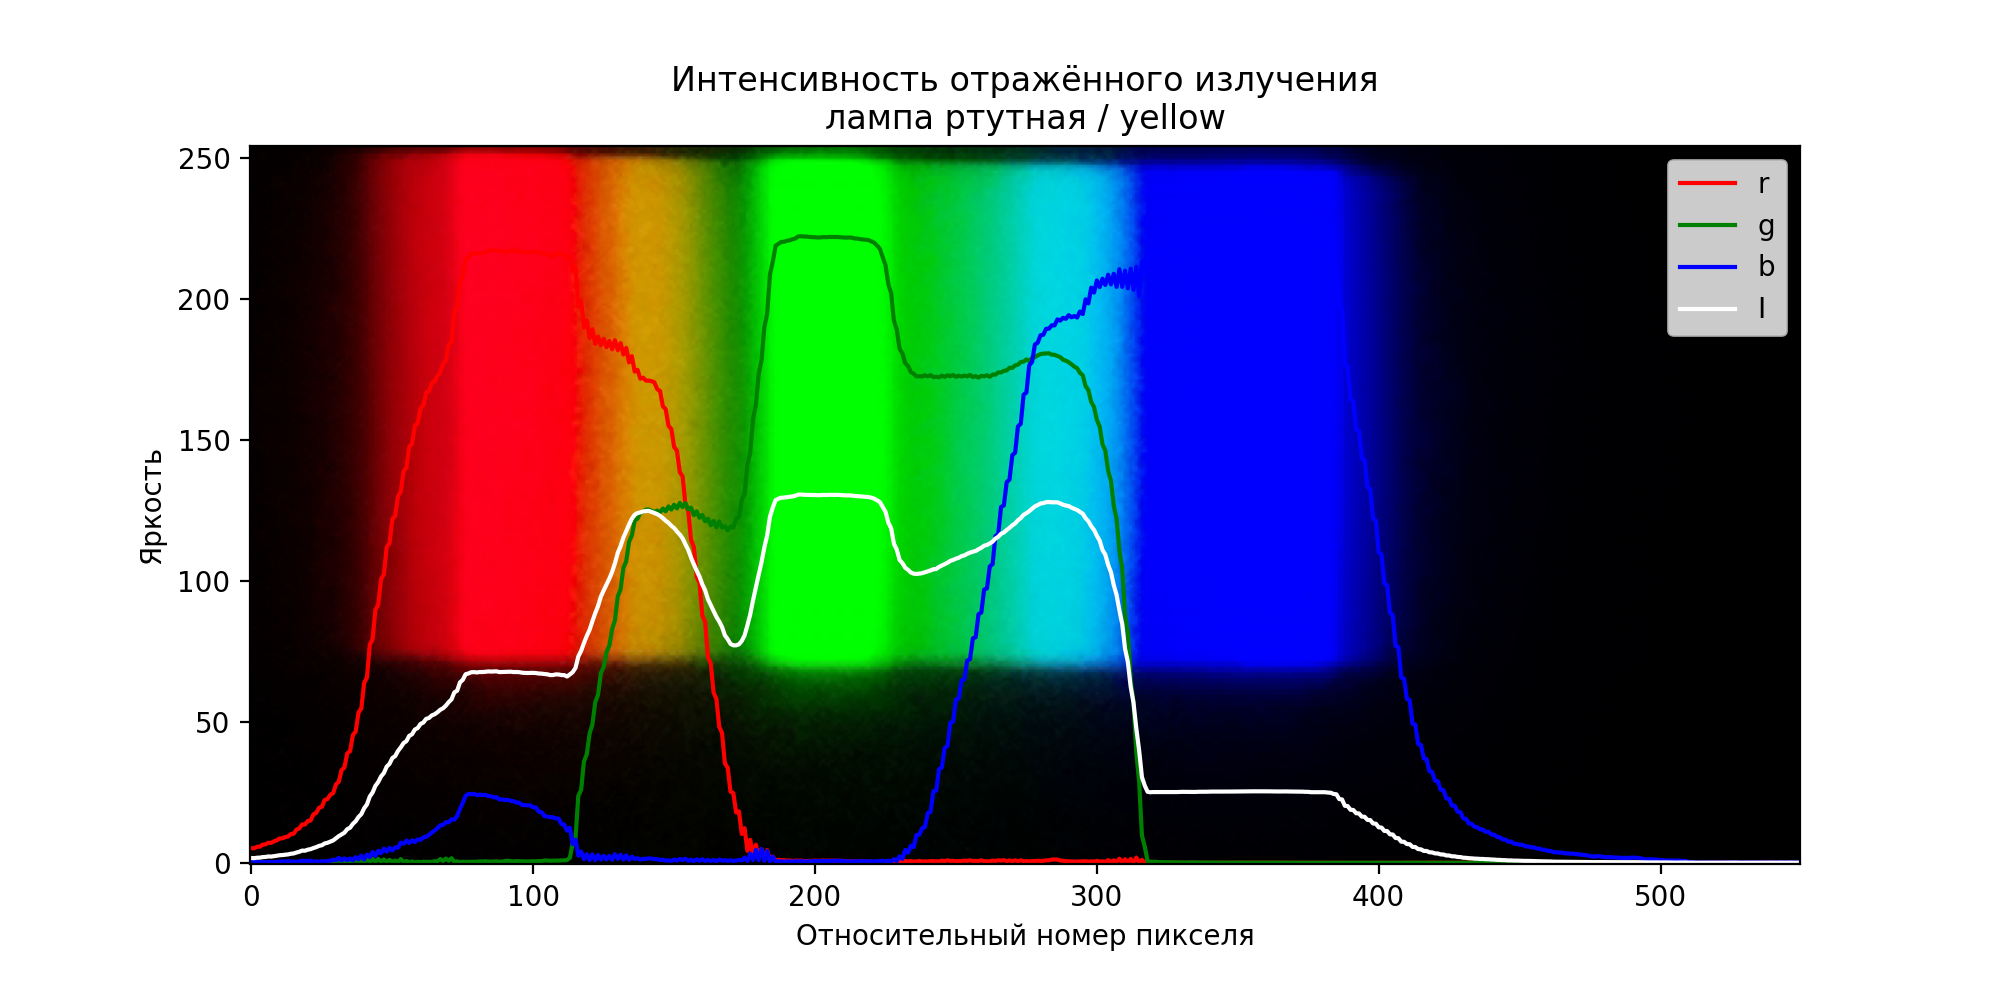 Интенсивность отражённого излучения
лампа ртутная / yellow
Яркость
250
200
150
100
50
0
0 100 200 300 400 500
Относительный номер пикселя
r
g
b
l